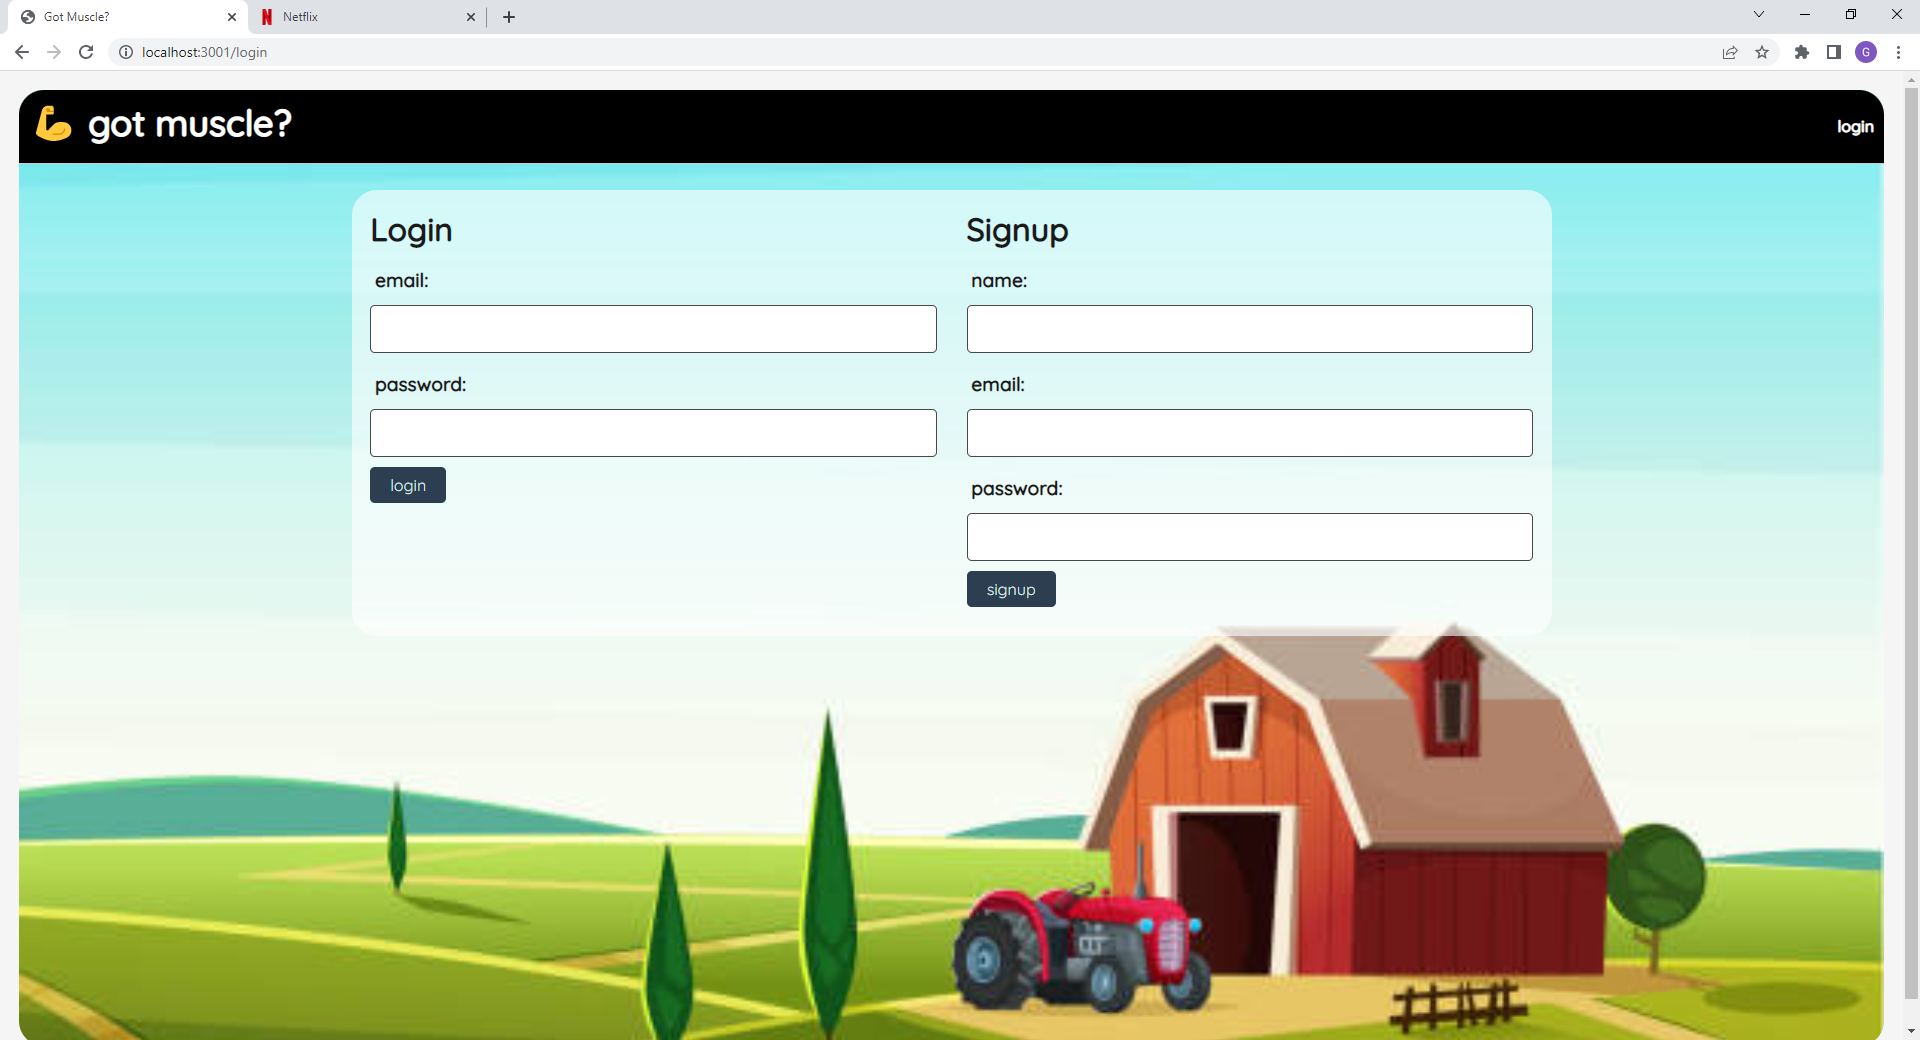 Got Muscle?
Netflix
localhost:3001/login
G
got muscle?
login
Login
email:
password:
login
Signup
name:
email:
password:
signup